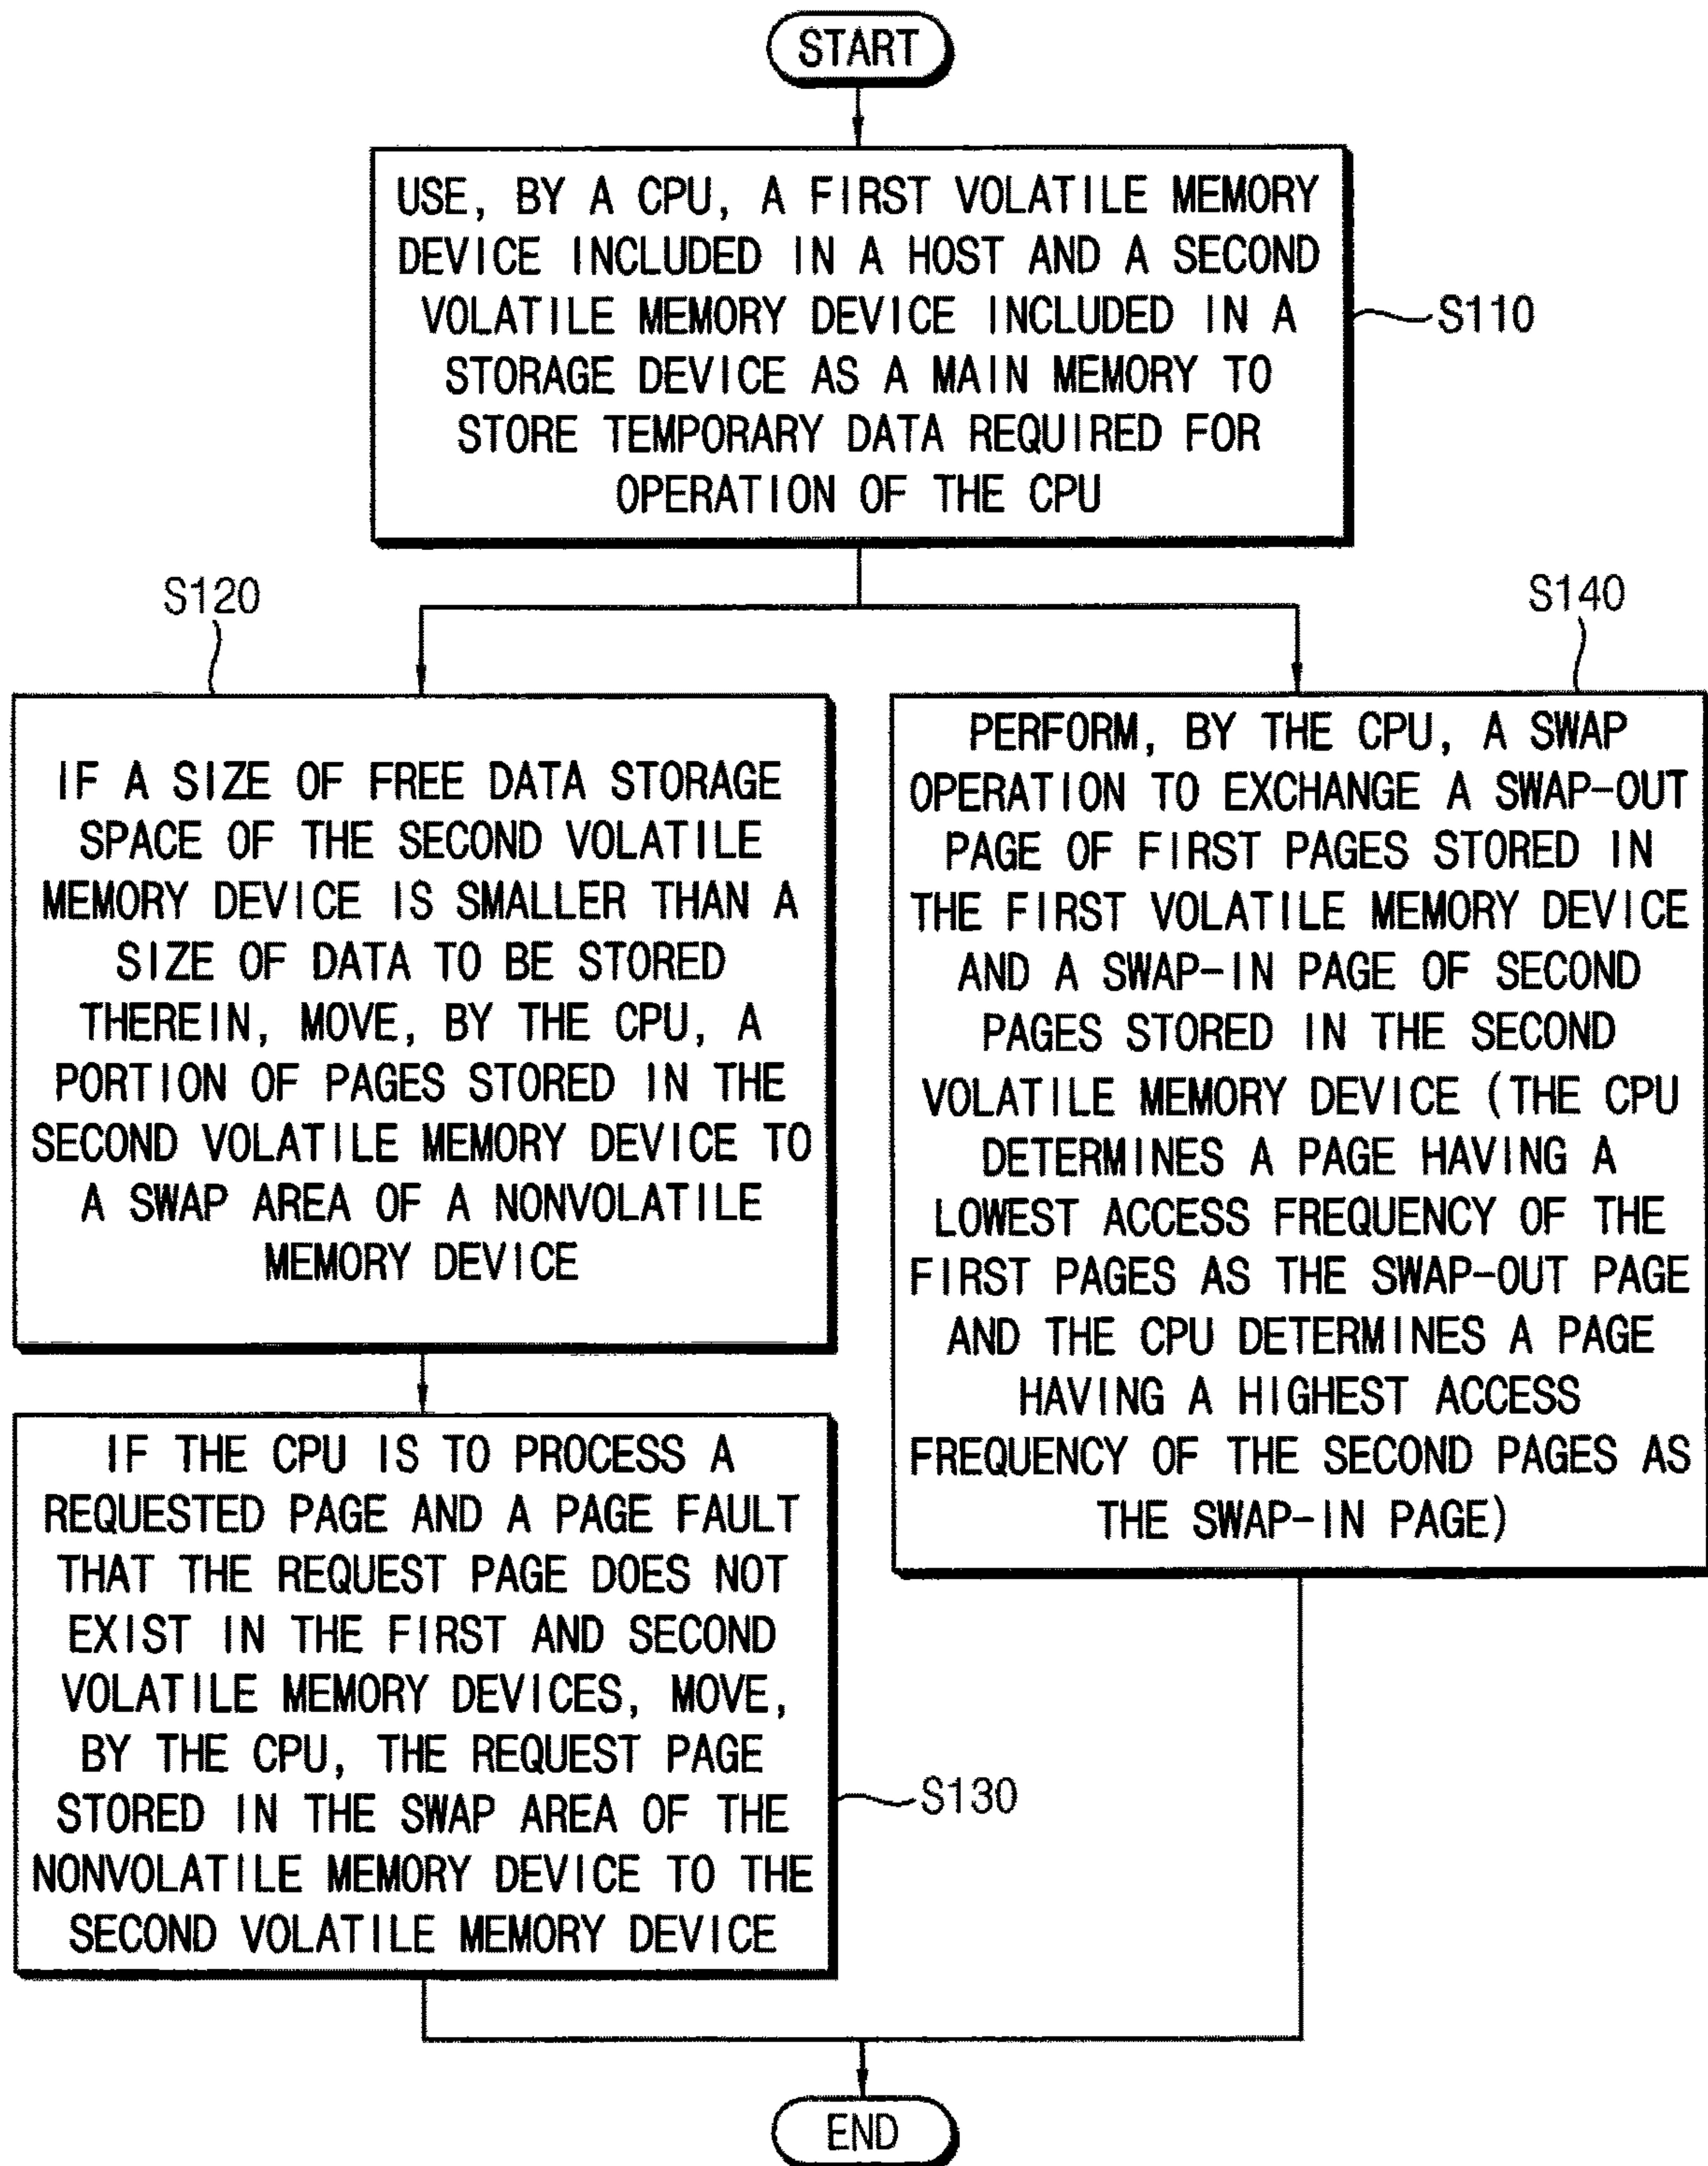 START
USE, BY A CPU, A FIRST VOLATILE MEMORY
DEVICE INCLUDED IN A HOST AND A SECOND
VOLATILE MEMORY DEVICE INCLUDED IN A
STORAGE DEVICE AS A MAIN MEMORY TO
STORE TEMPORARY DATA REQUIRED FOR
OPERATION OF THE CPU
S110
S120
IF A SIZE OF FREE DATA STORAGE
SPACE OF THE SECOND VOLATILE
MEMORY DEVICE IS SMALLER THAN A
SIZE OF DATA TO BE STORED
THEREIN, MOVE, BY THE CPU, A
PORTION OF PAGES STORED IN THE
SECOND VOLATILE MEMORY DEVICE TO
A SWAP AREA OF A NONVOLATILE
MEMORY DEVICE
IF THE CPU IS TO PROCESS A
REQUESTED PAGE AND A PAGE FAULT
THAT THE REQUEST PAGE DOES NOT
EXIST IN THE FIRST AND SECOND
VOLATILE MEMORY DEVICES, MOVE,
BY THE CPU, THE REQUEST PAGE
STORED IN THE SWAP AREA OF THE
NONVOLATILE MEMORY DEVICE TO THE
SECOND VOLATILE MEMORY DEVICE
S130
S140
PERFORM, BY THE CPU, A SWAP
OPERATION TO EXCHANGE A SWAP-OUT
PAGE OF FIRST PAGES STORED IN
THE FIRST VOLATILE MEMORY DEVICE
AND A SWAP-IN PAGE OF SECOND
PAGES STORED IN THE SECOND
VOLATILE MEMORY DEVICE (THE CPU
DETERMINES A PAGE HAVING A
LOWEST ACCESS FREQUENCY OF THE
FIRST PAGES AS THE SWAP-OUT PAGE
AND THE CPU DETERMINES A PAGE
HAVING A HIGHEST ACCESS
FREQUENCY OF THE SECOND PAGES AS
THE SWAP-IN PAGE)
END